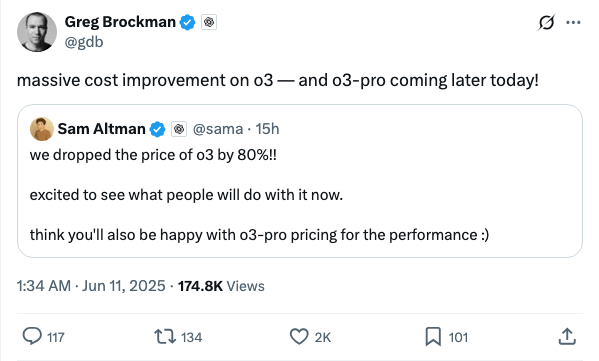 Greg Brockman
@gdb
massive cost improvement on o3 — and o3-pro coming later today!
Sam Altman @sama · 15h
we dropped the price of o3 by 80%!!
excited to see what people will do with it now.
think you'll also be happy with o3-pro pricing for the performance :)
1:34 AM · Jun 11, 2025 · 174.8K Views
117 134 2K 101